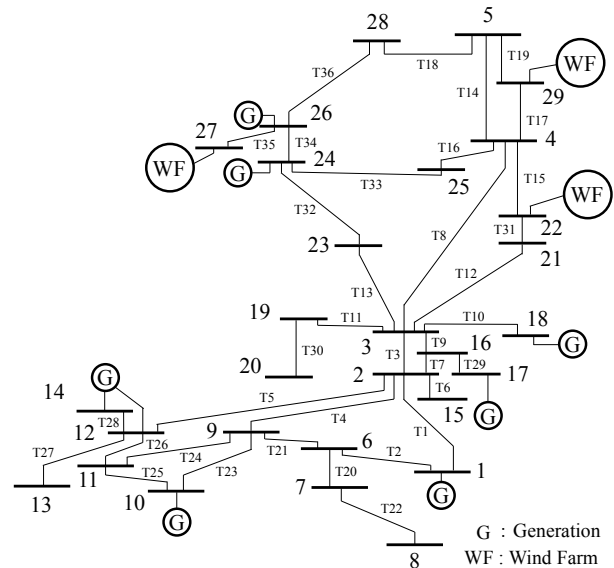 28
5
T36
T18
T19
WF
G
26
T14
29
27
T35
T34
T17
WF
24
T16
4
G
T33
25
T15
WF
T32
22
T31
23
T8
21
T12
T13
19
T11
T10
18
3
T9
16
G
T30
T3
20
2
T7
T29
17
14
G
T5
T6
15
T28
T4
G
12
9
T1
T27
T26
T24
T21
6
T2
11
T25
T23
T20
1
13
10
7
G
G
T22
8
G : Generation
WF : Wind Farm